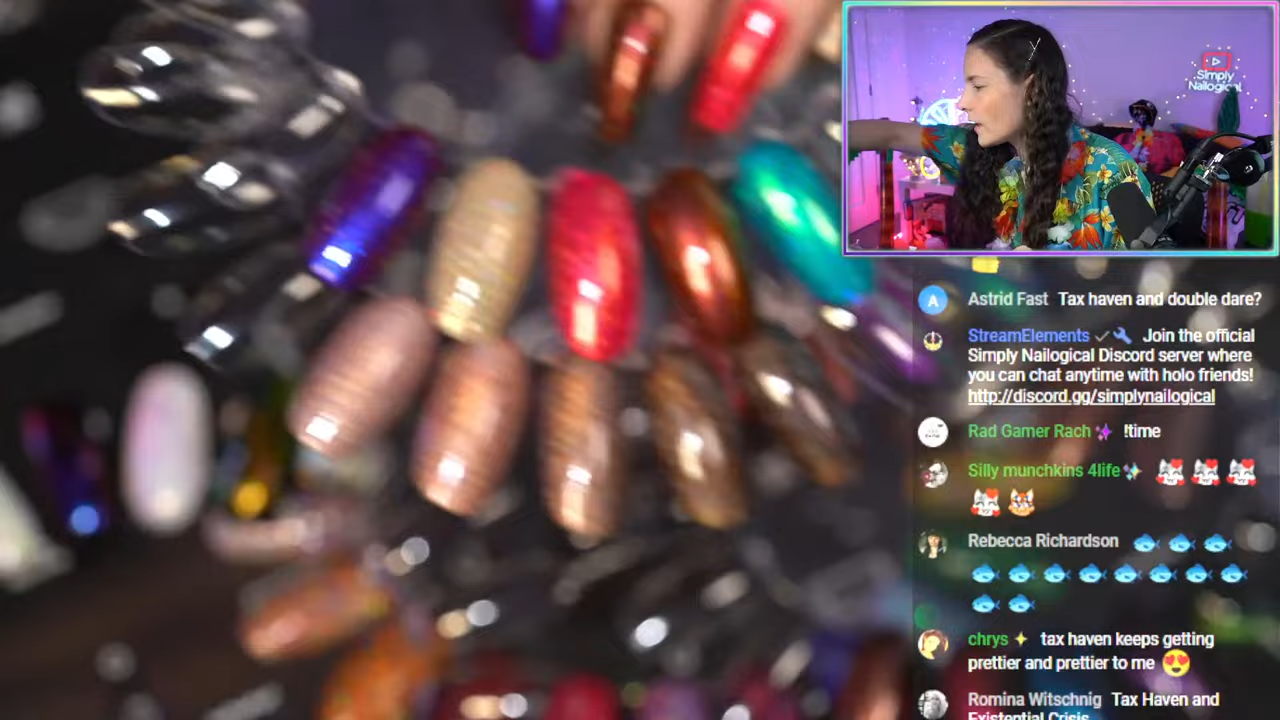 Simply
Nailogical
Astrid Fast Tax haven and double dare?
StreamElements Join the official
Simply Nailogical Discord server where
you can chat anytime with holo friends!
http://discord.gg/simplynailogical
Rad Gamer Rach !time
Silly munchkins 4life
Rebecca Richardson
chrys tax haven keeps getting
prettier and prettier to me
Romina Witschnig Tax Haven and
Existential Crisis